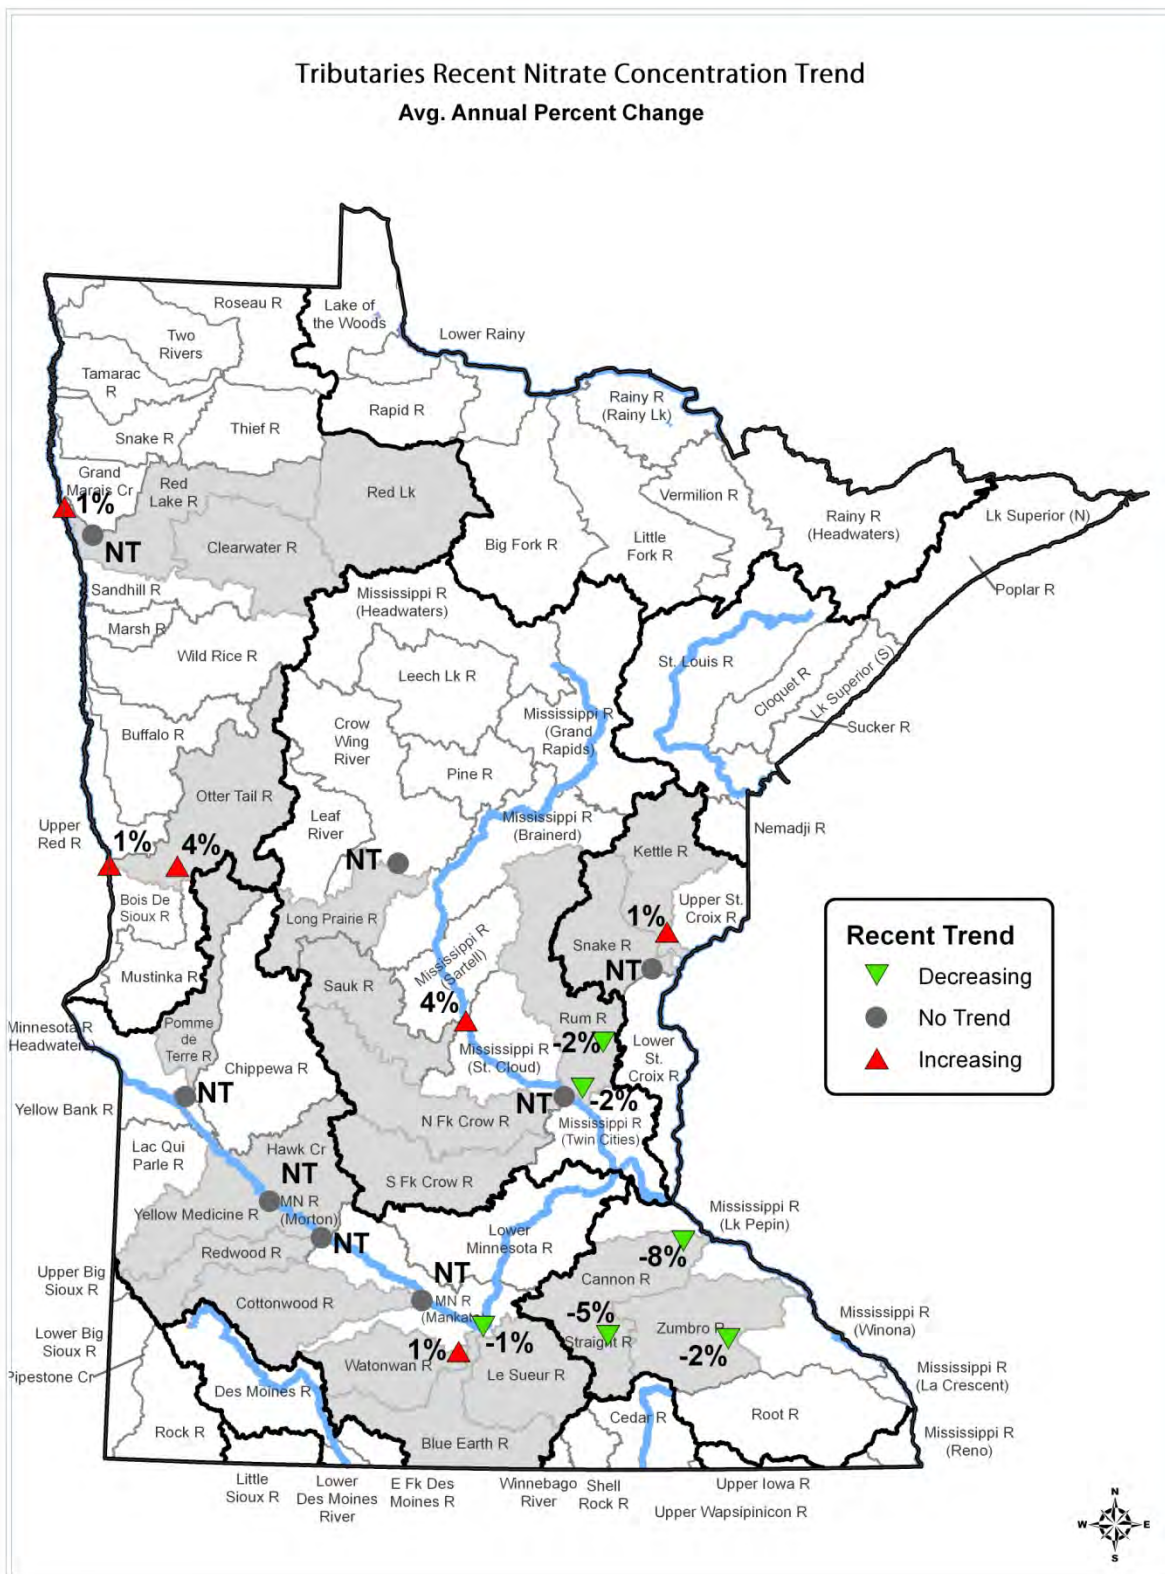 Tributaries Recent Nitrate Concentration Trend
Avg. Annual Percent Change
Roseau R
Lake of
the Woods
Lower Rainy
Two
Rivers
Tamarac
R
Rapid R
Rainy R
(Rainy Lk)
Snake R
Thief R
Grand
Marais Cr
Red
Lake R
Red Lk
Vermilion R
1%
NT
Clearwater R
Big Fork R
Little
Fork R
Rainy R
(Headwaters)
Lk Superior (N)
Poplar R
Sandhill R
Mississippi R
(Headwaters)
Marsh R
Wild Rice R
Leech Lk R
St. Louis R
Cloquet R
Lk Superior (S)
Sucker R
Buffalo R
Crow
Wing
River
Mississippi R
(Grand
Rapids)
Pine R
Otter Tail R
Leaf
River
Mississippi R
(Brainerd)
Nemadji R
Upper
Red R
1%
4%
NT
Kettle R
Bois De
Sioux R
Long Prairie R
Upper St.
Croix R
1%
Snake R
NT
Mustinka R
Sauk R
Mississippi R
(Sartell)
4%
Recent Trend
Decreasing
No Trend
Increasing
Minnesota R
Headwaters)
Pomme
de
Terre R
Chippewa R
Rum R
-2%
Mississippi R
(St. Cloud)
Lower
St.
Croix R
Yellow Bank R
NT
NT
-2%
N Fk Crow R
Mississippi R
(Twin Cities)
Lac Qui
Parle R
Hawk Cr
NT
S Fk Crow R
MN R
(Morton)
Yellow Medicine R
Mississippi R
(Lk Pepin)
Redwood R
NT
Lower
Minnesota R
-8%
Cannon R
Upper Big
Sioux R
NT
Cottonwood R
MN R
(Mankat
-5%
Straight R
Zumbro R
-2%
Mississippi R
(Winona)
Lower Big
Sioux R
Pipestone Cr
1%
-1%
Watonwan R
Le Sueur R
Mississippi R
(La Crescent)
Des Moines R
Rock R
Blue Earth R
Cedar R
Root R
Mississippi R
(Reno)
Little
Sioux R
Lower
Des Moines
River
E Fk Des
Moines R
Winnebago
River
Shell
Rock R
Upper Iowa R
Upper Wapsipinicon R
N
W
E
S